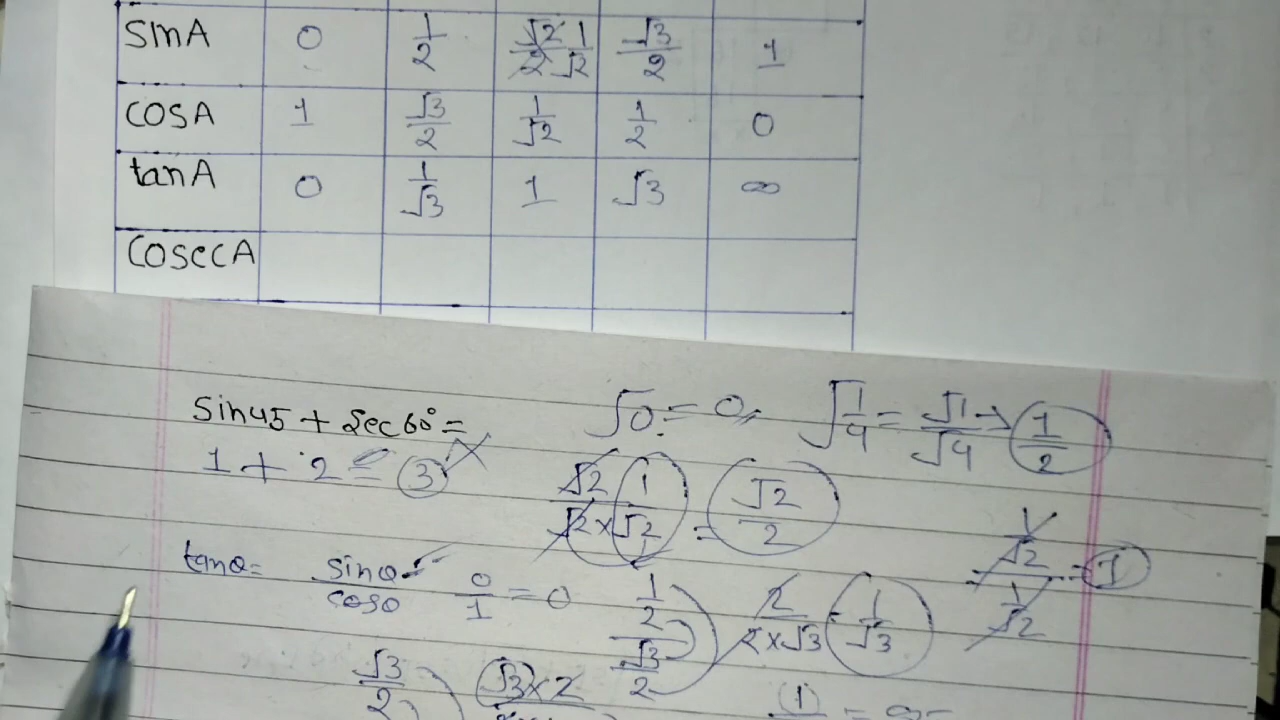 sinA 0 1/2 √2/2 1/√2 √3/2 1
cosA 1 √3/2 1/√2 1/2 0
tanA 0 1/√3 1 √3 ∞
cosecA
sin45 + sec60° =
1 + 2 = 3
√0 = 0, √1/4 = √1/√4 → 1/2
√2/√2×√2 1 = √2/2
1/√2 / 1/√2 = 1
tanθ = sinθ/cosθ 0/1 = 0
1/2 / √3/2 2/2×√3 = 1/√3
√3/2 √3×2
1 = ∞